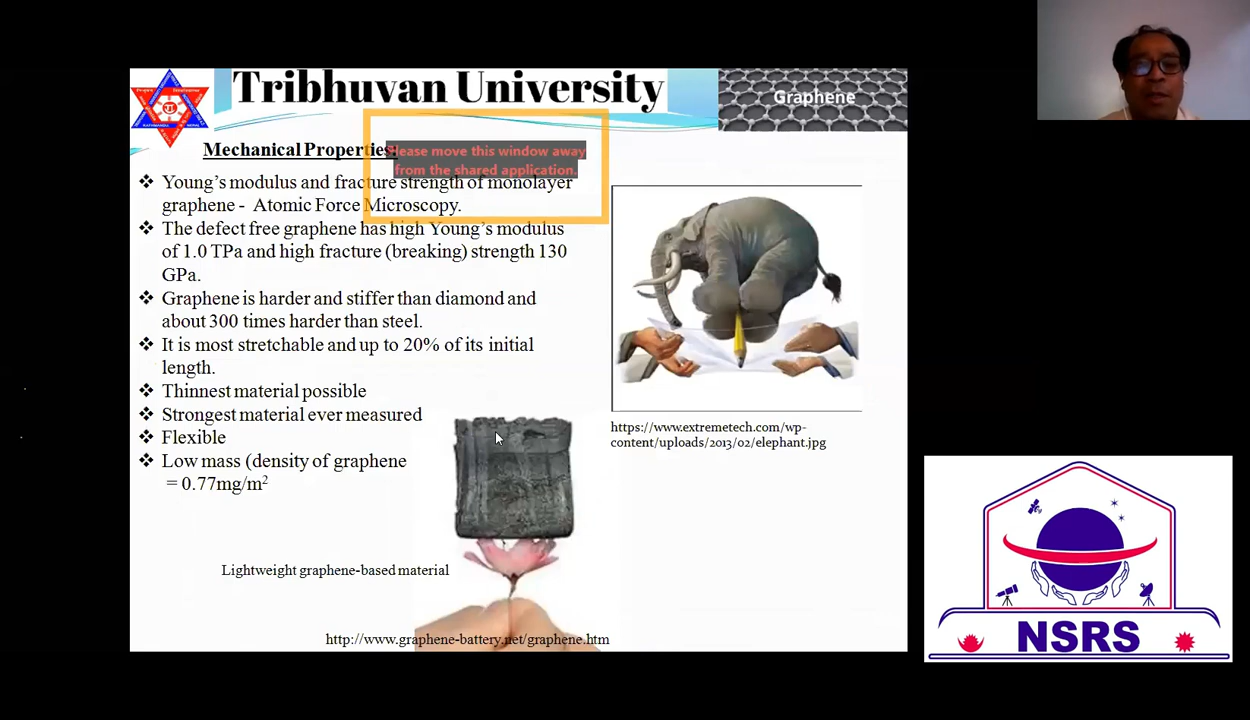 Tribhuvan University
Graphene
Mechanical Properties:
Please move this window away
from the shared application.
❖ Young's modulus and fracture strength of monolayer
graphene - Atomic Force Microscopy.
❖ The defect free graphene has high Young's modulus
of 1.0 TPa and high fracture (breaking) strength 130
GPa.
❖ Graphene is harder and stiffer than diamond and
about 300 times harder than steel.
❖ It is most stretchable and up to 20% of its initial
length.
❖ Thinnest material possible
❖ Strongest material ever measured
❖ Flexible
❖ Low mass (density of graphene
= 0.77mg/m²
https://www.extremetech.com/wp-
content/uploads/2013/02/elephant.jpg
Lightweight graphene-based material
http://www.graphene-battery.net/graphene.htm
NSRS